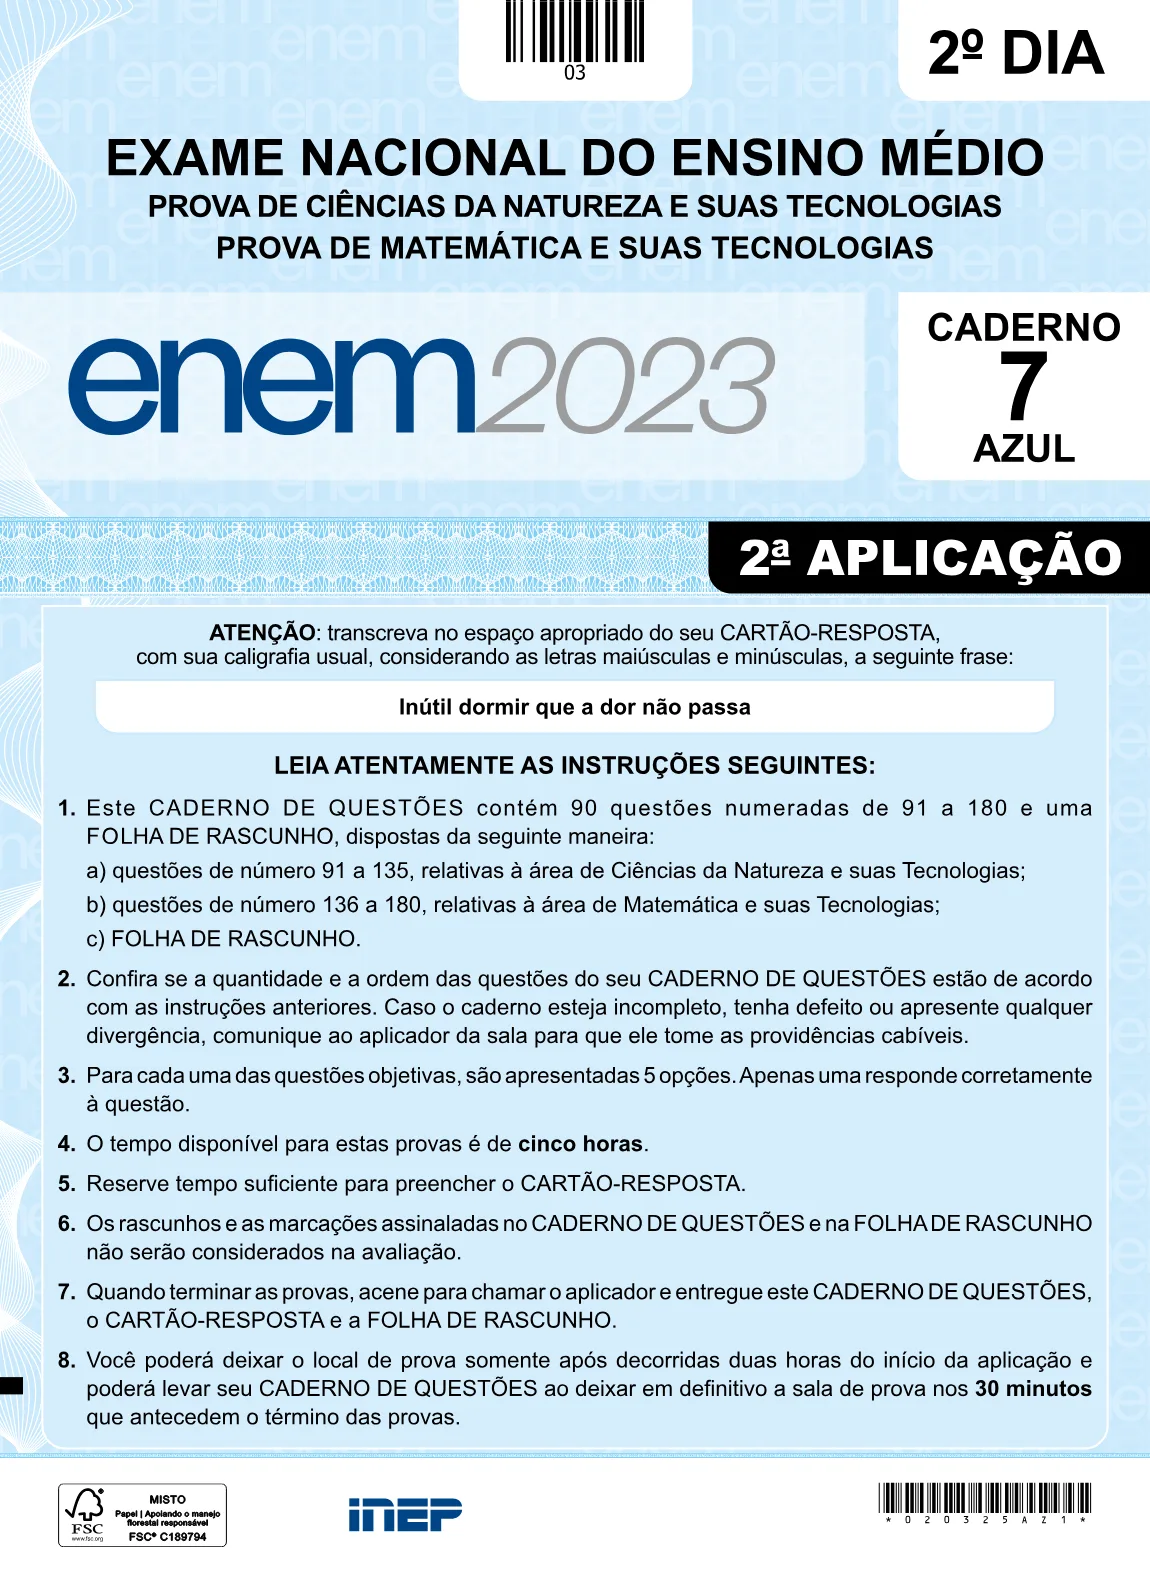 03
2º DIA
EXAME NACIONAL DO ENSINO MÉDIO
PROVA DE CIÊNCIAS DA NATUREZA E SUAS TECNOLOGIAS
PROVA DE MATEMÁTICA E SUAS TECNOLOGIAS
enem2023
CADERNO
7
AZUL
2ª APLICAÇÃO
ATENÇÃO: transcreva no espaço apropriado do seu CARTÃO-RESPOSTA,
com sua caligrafia usual, considerando as letras maiúsculas e minúsculas, a seguinte frase:
Inútil dormir que a dor não passa
LEIA ATENTAMENTE AS INSTRUÇÕES SEGUINTES:
1. Este CADERNO DE QUESTÕES contém 90 questões numeradas de 91 a 180 e uma
FOLHA DE RASCUNHO, dispostas da seguinte maneira:
a) questões de número 91 a 135, relativas à área de Ciências da Natureza e suas Tecnologias;
b) questões de número 136 a 180, relativas à área de Matemática e suas Tecnologias;
c) FOLHA DE RASCUNHO.
2. Confira se a quantidade e a ordem das questões do seu CADERNO DE QUESTÕES estão de acordo
com as instruções anteriores. Caso o caderno esteja incompleto, tenha defeito ou apresente qualquer
divergência, comunique ao aplicador da sala para que ele tome as providências cabíveis.
3. Para cada uma das questões objetivas, são apresentadas 5 opções. Apenas uma responde corretamente
à questão.
4. O tempo disponível para estas provas é de cinco horas.
5. Reserve tempo suficiente para preencher o CARTÃO-RESPOSTA.
6. Os rascunhos e as marcações assinaladas no CADERNO DE QUESTÕES e na FOLHA DE RASCUNHO
não serão considerados na avaliação.
7. Quando terminar as provas, acene para chamar o aplicador e entregue este CADERNO DE QUESTÕES,
o CARTÃO-RESPOSTA e a FOLHA DE RASCUNHO.
8. Você poderá deixar o local de prova somente após decorridas duas horas do início da aplicação e
poderá levar seu CADERNO DE QUESTÕES ao deixar em definitivo a sala de prova nos 30 minutos
que antecedem o término das provas.
FSC
www.fsc.org
MISTO
Papel | Apoiando o manejo
florestal responsável
FSC® C189794
INEP
*020325AZ1*